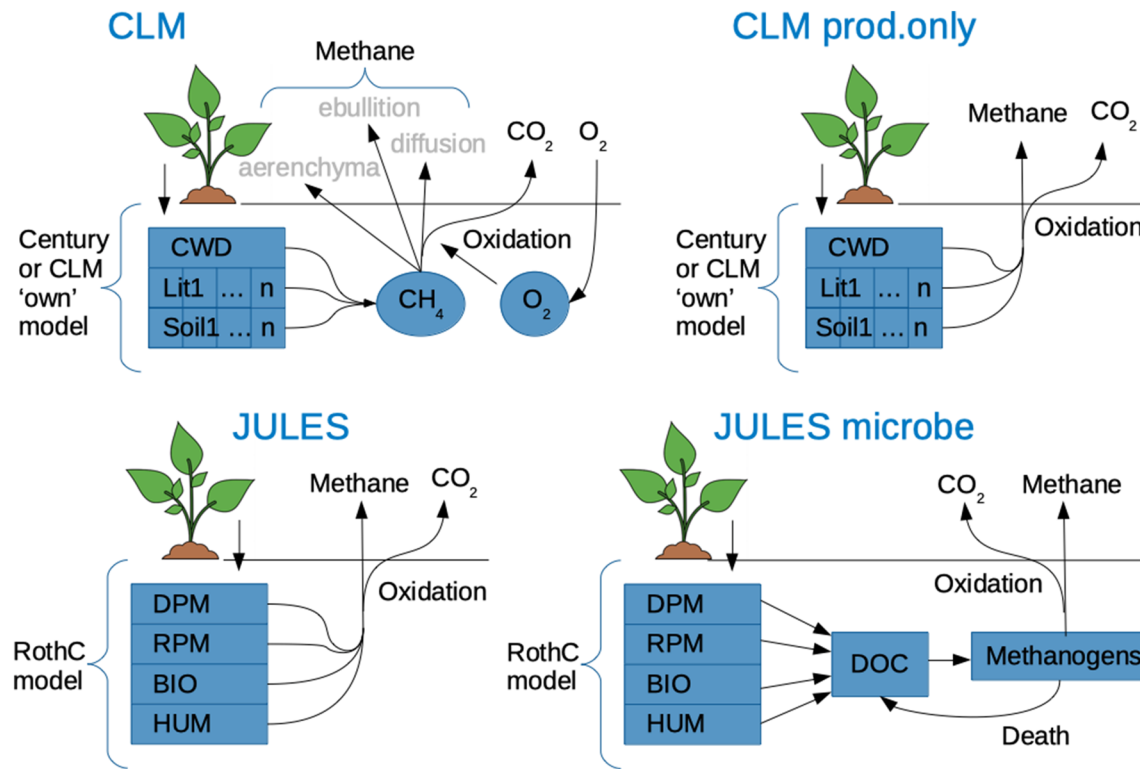 CLM
Methane
ebullition
diffusion
aerenchyma
CO2
O2
Century
or CLM
‘own’
model
CWD
Lit1 … n
Soil1 … n
CH4
Oxidation
O2
CLM prod.only
Methane
CO2
Century
or CLM
‘own’
model
CWD
Lit1 … n
Soil1 … n
Oxidation
JULES
Methane
CO2
Oxidation
RothC
model
DPM
RPM
BIO
HUM
JULES microbe
CO2
Methane
Oxidation
RothC
model
DPM
RPM
BIO
HUM
DOC
Methanogens
Death